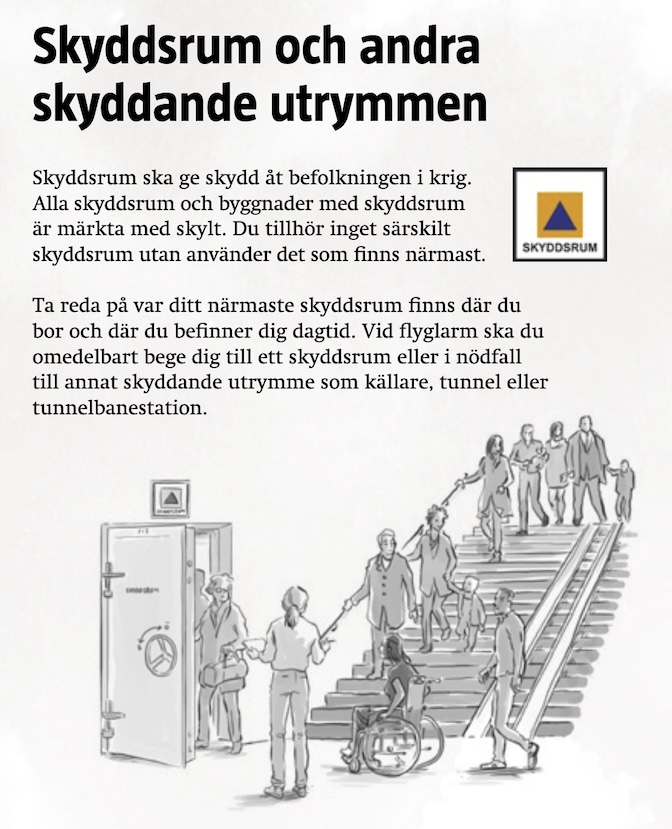 Skyddsrum och andra
skyddande utrymmen
Skyddsrum ska ge skydd åt befolkningen i krig.
Alla skyddsrum och byggnader med skyddsrum
är märkta med skylt. Du tillhör inget särskilt
skyddsrum utan använder det som finns närmast.
SKYDDSRUM
Ta reda på var ditt närmaste skyddsrum finns där du
bor och där du befinner dig dagtid. Vid flyglarm ska du
omedelbart bege dig till ett skyddsrum eller i nödfall
till annat skyddande utrymme som källare, tunnel eller
tunnelbanestation.